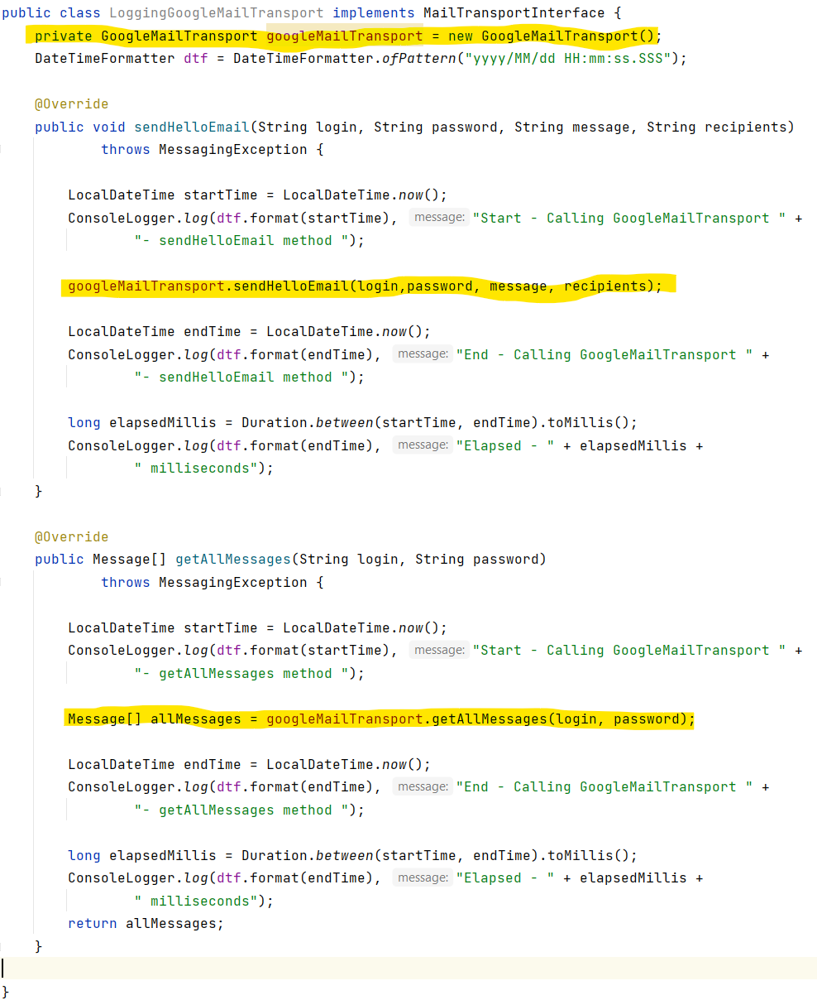 public class LoggingGoogleMailTransport implements MailTransportInterface {
    private GoogleMailTransport googleMailTransport = new GoogleMailTransport();
    DateTimeFormatter dtf = DateTimeFormatter.ofPattern("yyyy/MM/dd HH:mm:ss.SSS");

    @Override
    public void sendHelloEmail(String login, String password, String message, String recipients)
            throws MessagingException {

        LocalDateTime startTime = LocalDateTime.now();
        ConsoleLogger.log(dtf.format(startTime), message: "Start - Calling GoogleMailTransport " +
                "- sendHelloEmail method ");

        googleMailTransport.sendHelloEmail(login,password, message, recipients);

        LocalDateTime endTime = LocalDateTime.now();
        ConsoleLogger.log(dtf.format(endTime), message: "End - Calling GoogleMailTransport " +
                "- sendHelloEmail method ");

        long elapsedMillis = Duration.between(startTime, endTime).toMillis();
        ConsoleLogger.log(dtf.format(endTime), message: "Elapsed - " + elapsedMillis +
                " milliseconds");
    }

    @Override
    public Message[] getAllMessages(String login, String password)
            throws MessagingException {

        LocalDateTime startTime = LocalDateTime.now();
        ConsoleLogger.log(dtf.format(startTime), message: "Start - Calling GoogleMailTransport " +
                "- getAllMessages method ");

        Message[] allMessages = googleMailTransport.getAllMessages(login, password);

        LocalDateTime endTime = LocalDateTime.now();
        ConsoleLogger.log(dtf.format(endTime), message: "End - Calling GoogleMailTransport " +
                "- getAllMessages method ");

        long elapsedMillis = Duration.between(startTime, endTime).toMillis();
        ConsoleLogger.log(dtf.format(endTime), message: "Elapsed - " + elapsedMillis +
                " milliseconds");
        return allMessages;
    }

}